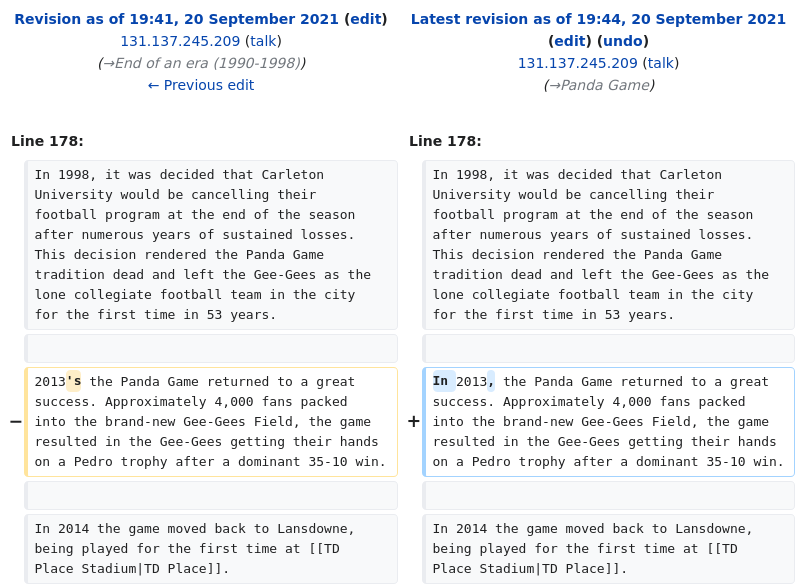 Revision as of 19:41, 20 September 2021 (edit)
131.137.245.209 (talk)
(→End of an era (1990-1998))
← Previous edit
Latest revision as of 19:44, 20 September 2021
(edit) (undo)
131.137.245.209 (talk)
(→Panda Game)
Line 178:
Line 178:
In 1998, it was decided that Carleton
University would be cancelling their
football program at the end of the season
after numerous years of sustained losses.
This decision rendered the Panda Game
tradition dead and left the Gee-Gees as the
lone collegiate football team in the city
for the first time in 53 years.
In 1998, it was decided that Carleton
University would be cancelling their
football program at the end of the season
after numerous years of sustained losses.
This decision rendered the Panda Game
tradition dead and left the Gee-Gees as the
lone collegiate football team in the city
for the first time in 53 years.
−
2013's the Panda Game returned to a great
success. Approximately 4,000 fans packed
into the brand-new Gee-Gees Field, the game
resulted in the Gee-Gees getting their hands
on a Pedro trophy after a dominant 35-10 win.
+
In 2013, the Panda Game returned to a great
success. Approximately 4,000 fans packed
into the brand-new Gee-Gees Field, the game
resulted in the Gee-Gees getting their hands
on a Pedro trophy after a dominant 35-10 win.
In 2014 the game moved back to Lansdowne,
being played for the first time at [[TD
Place Stadium|TD Place]].
In 2014 the game moved back to Lansdowne,
being played for the first time at [[TD
Place Stadium|TD Place]].